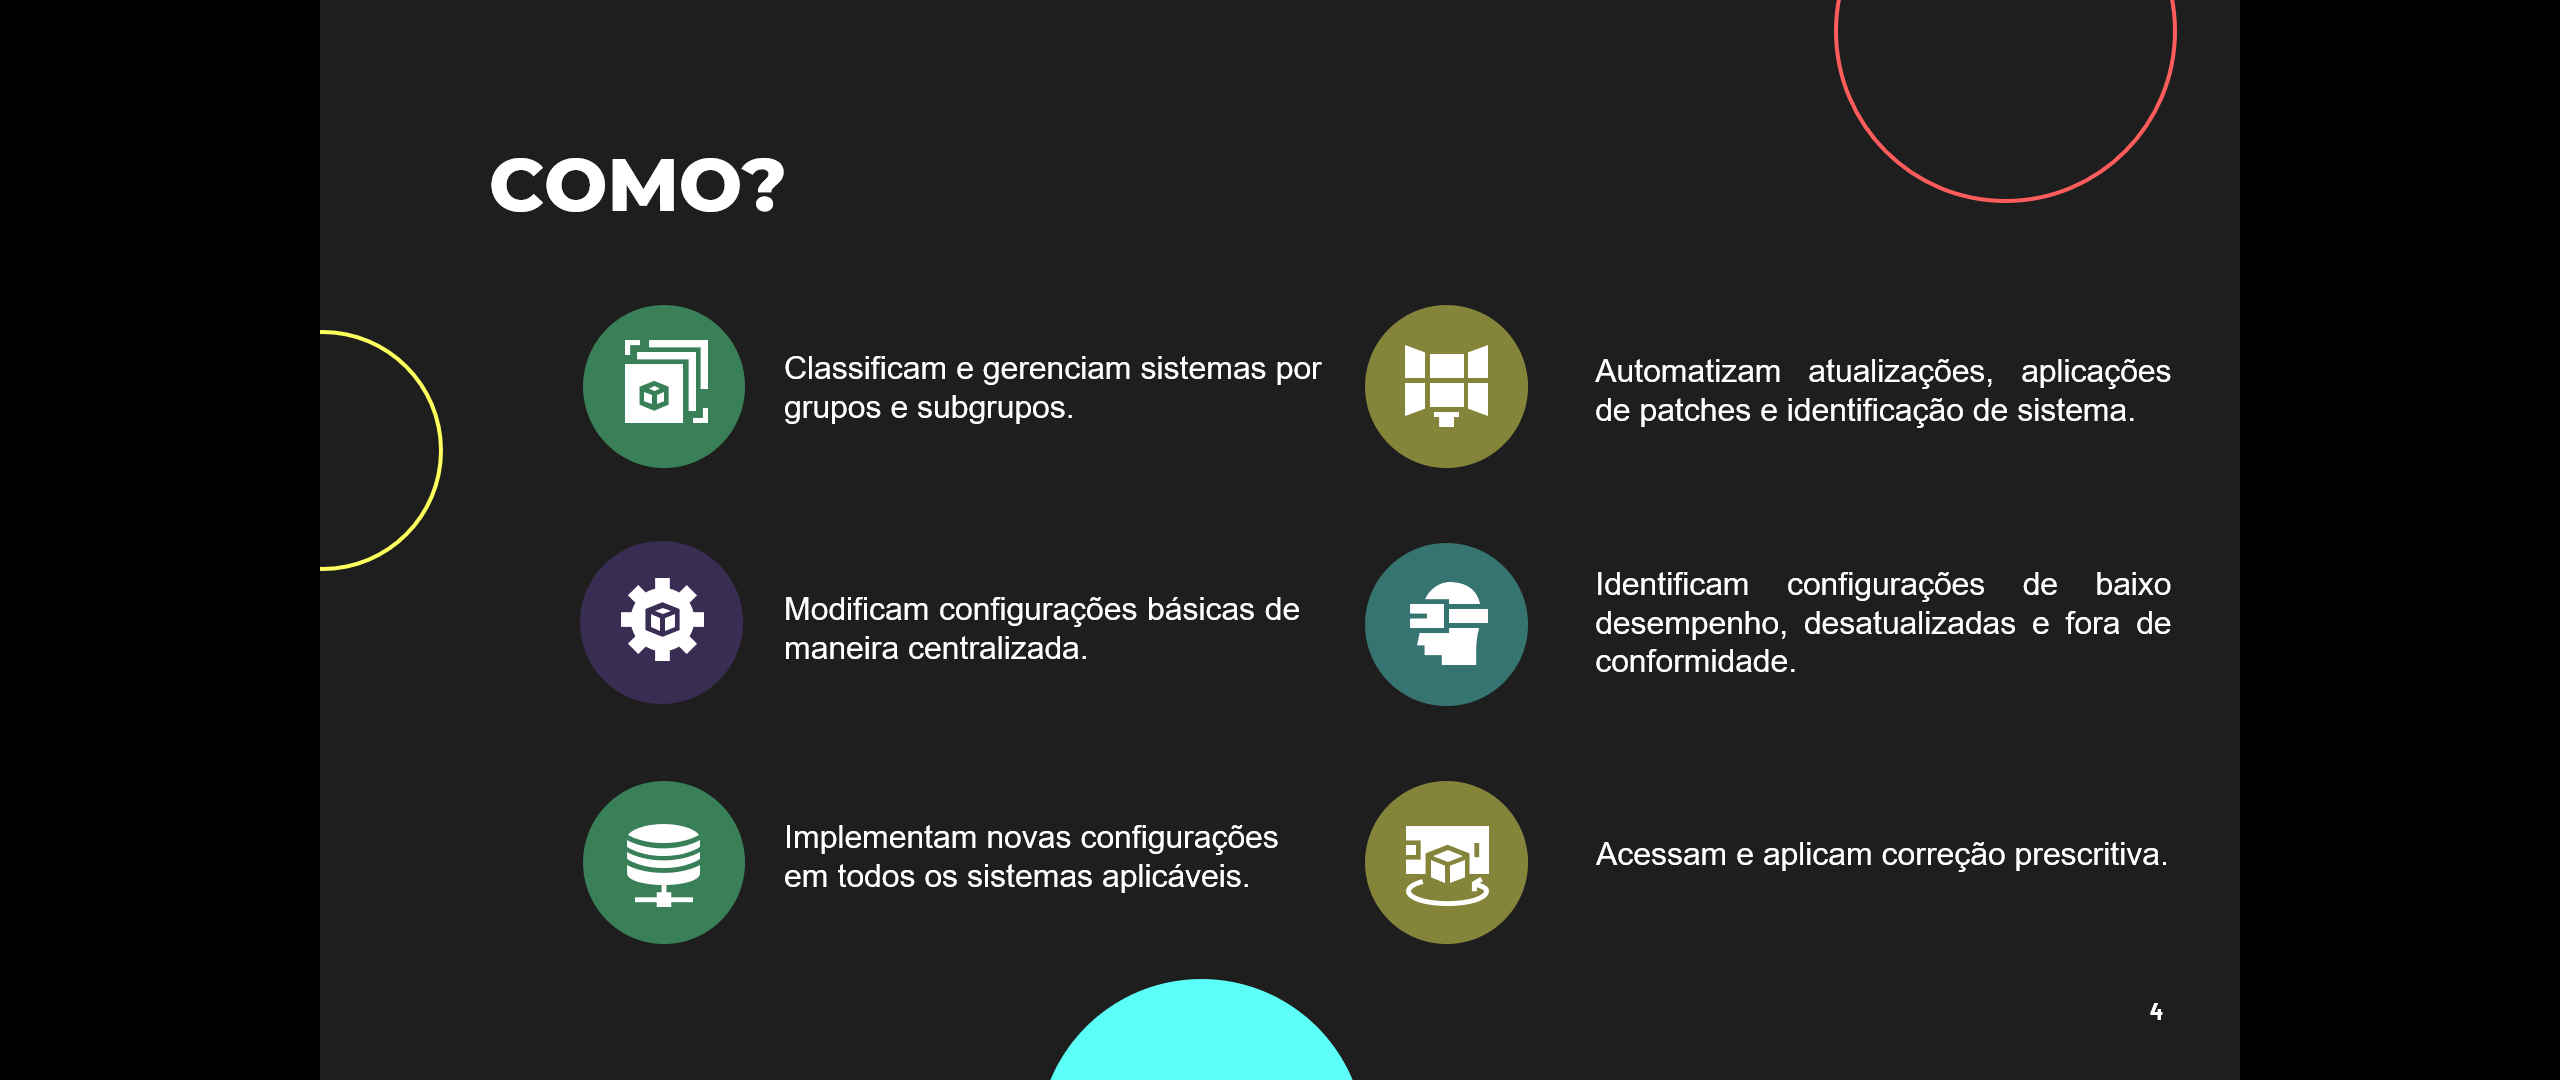 COMO?
Classificam e gerenciam sistemas por
grupos e subgrupos.
Automatizam atualizações, aplicações
de patches e identificação de sistema.
Modificam configurações básicas de
maneira centralizada.
Identificam configurações de baixo
desempenho, desatualizadas e fora de
conformidade.
Implementam novas configurações
em todos os sistemas aplicáveis.
Acessam e aplicam correção prescritiva.
4